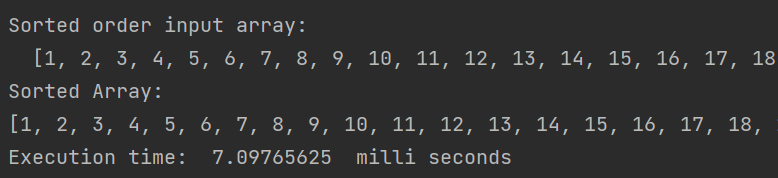 Sorted order input array:
[1, 2, 3, 4, 5, 6, 7, 8, 9, 10, 11, 12, 13, 14, 15, 16, 17, 18
Sorted Array:
[1, 2, 3, 4, 5, 6, 7, 8, 9, 10, 11, 12, 13, 14, 15, 16, 17, 18,
Execution time:  7.09765625  milli seconds